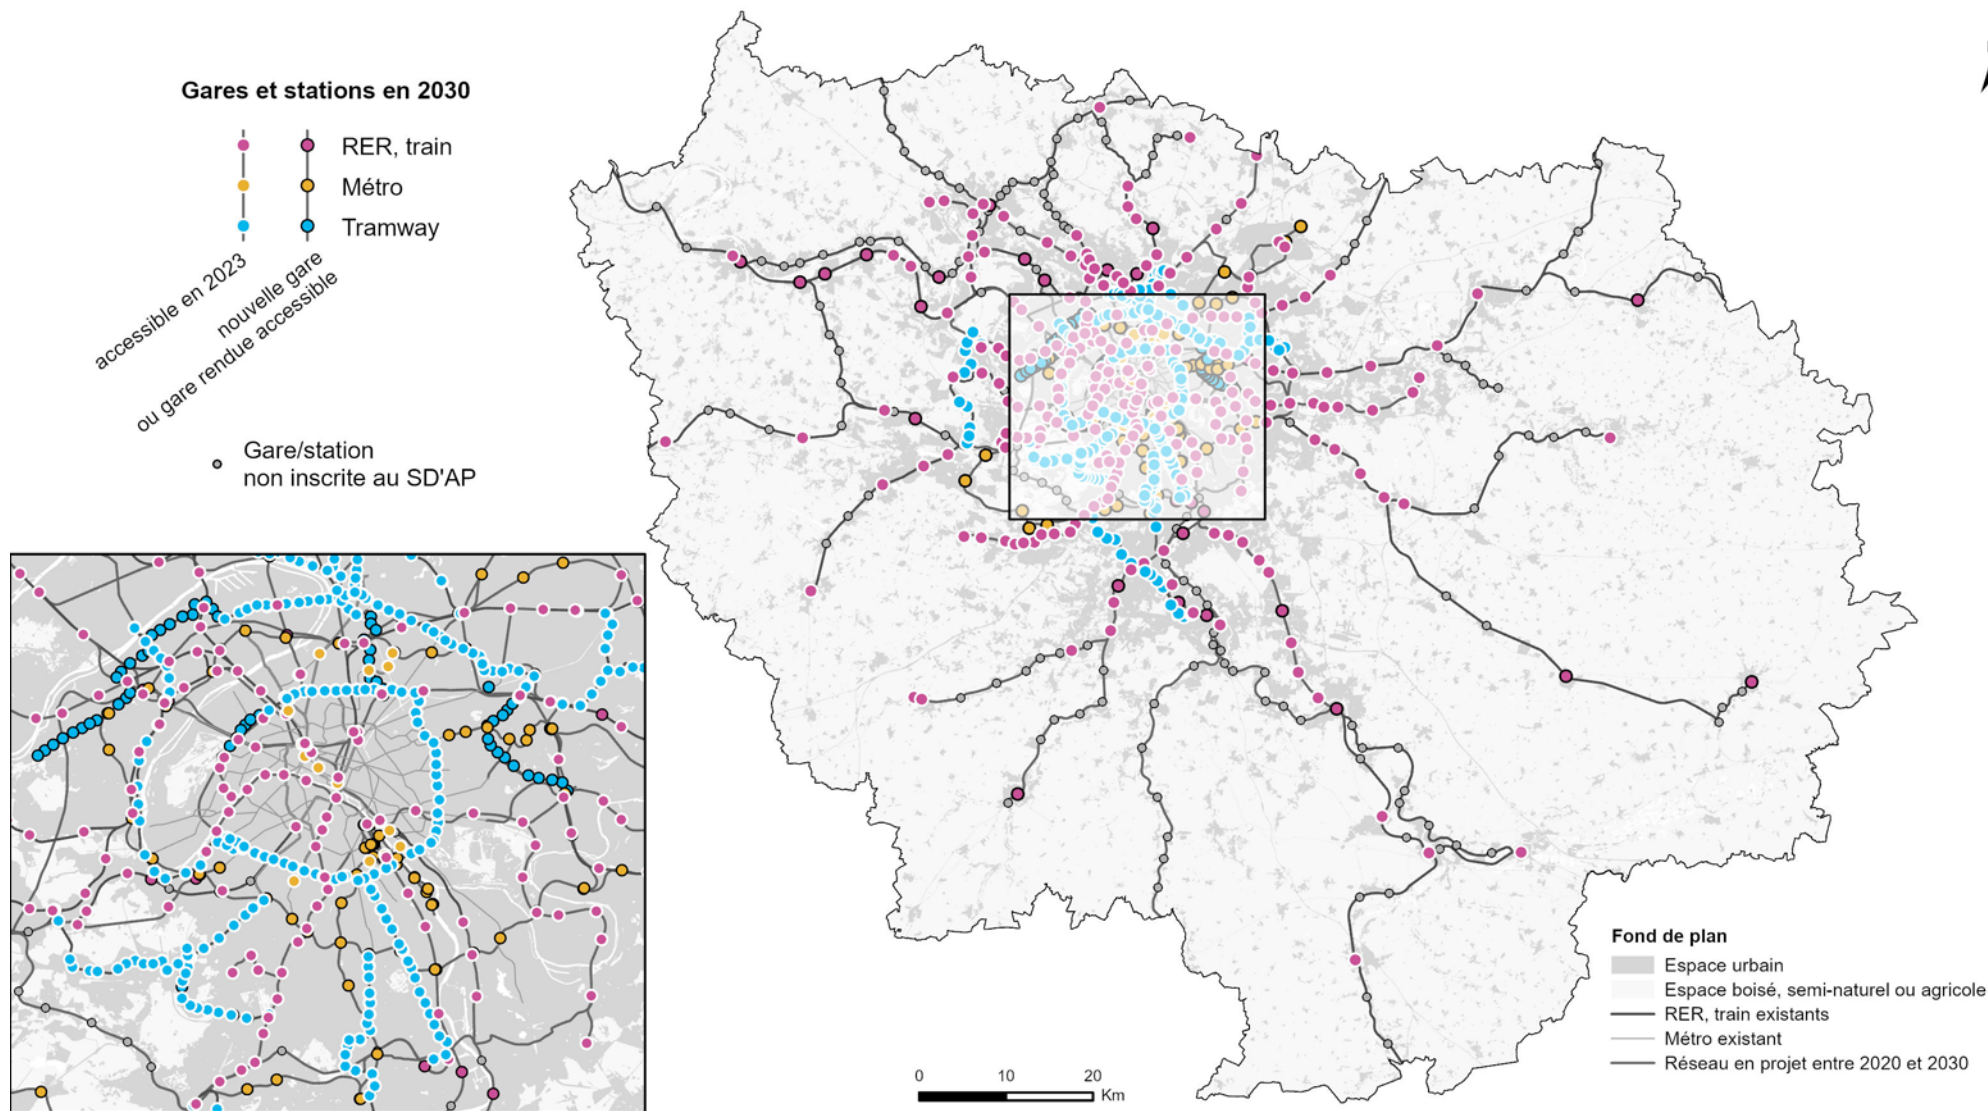 Gares et stations en 2030
RER, train
Métro
Tramway
accessible en 2023
nouvelle gare
ou gare rendue accessible
Gare/station
non inscrite au SD'AP
0 10 20
Km
Fond de plan
Espace urbain
Espace boisé, semi-naturel ou agricole
RER, train existants
Métro existant
Réseau en projet entre 2020 et 2030